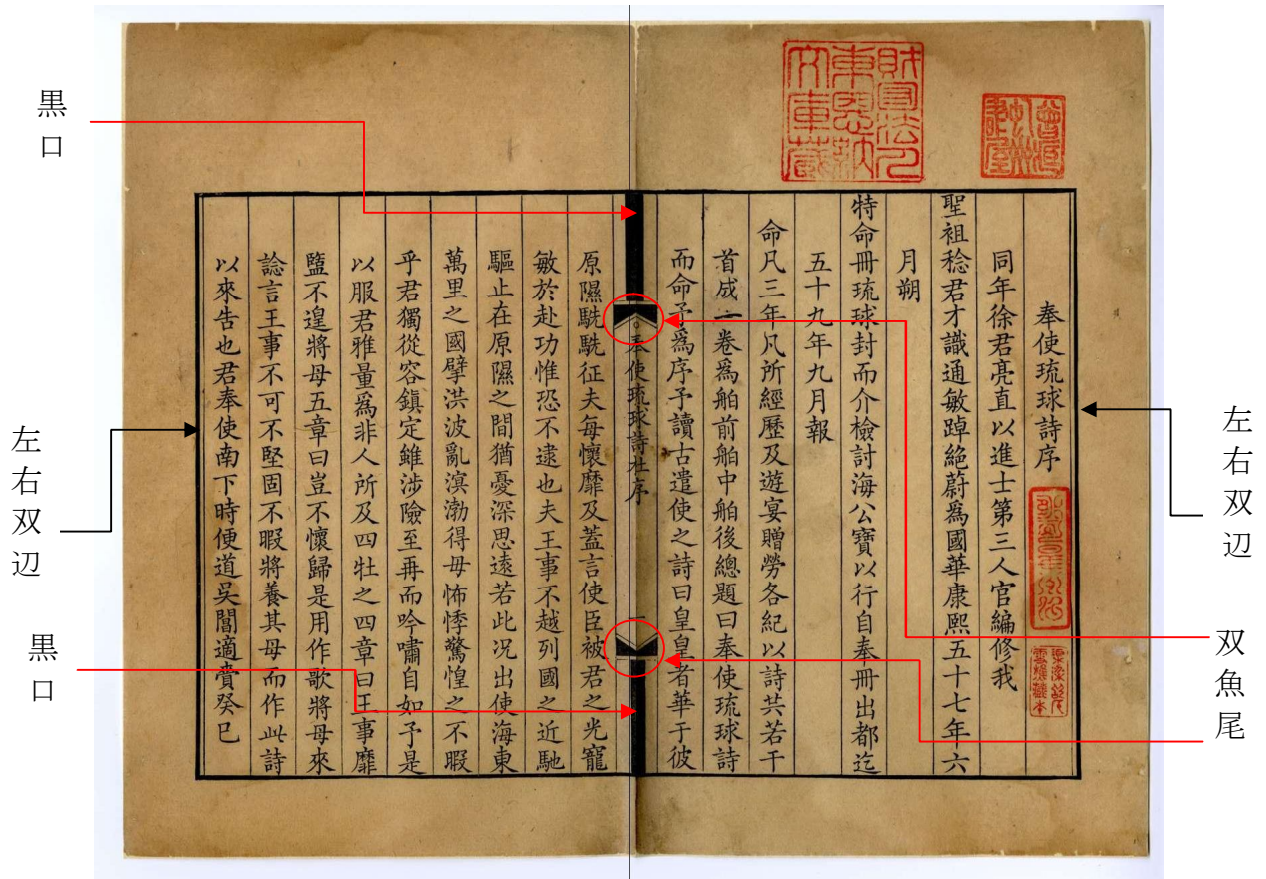 黒口
左右双辺
双魚尾
財團法人
東恩納
文庫藏
奉使琉球詩序
同年徐君亮直以進士第三人官編修我
聖祖稔君才識通敏踔絶蔚爲國華康熙五十七年六
月朔
特命冊琉球封而介檢討海公寶以行自奉冊出都迄
五十九年九月報
命凡三年凡所經歷及遊宴贈勞各紀以詩共若干
首成一卷爲舶前舶中舶後總題曰奉使琉球詩
而命予爲序予讀古遣使之詩曰皇皇者華于彼
奉使琉球詩 序
原隰駪駪征夫每懷靡及蓋言使臣被君之光寵
敏於赴功惟恐不逮也夫王事不越列國之近馳
驅止在原隰之間猶憂深思遠若此况出使海東
萬里之國擘洪波亂溟渤得毋怖悸驚惶之不暇
乎君獨從容鎮定雖涉險至再而吟嘯自如予是
以服君雅量爲非人所及四牡之四章曰王事靡
盬不遑將母五章曰豈不懷歸是用作歌將母來
諗言王事不可不堅固不暇將養其母而作此詩
以來告也君奉使南下時便道吳閶適賣癸巳
左右双辺
黒口